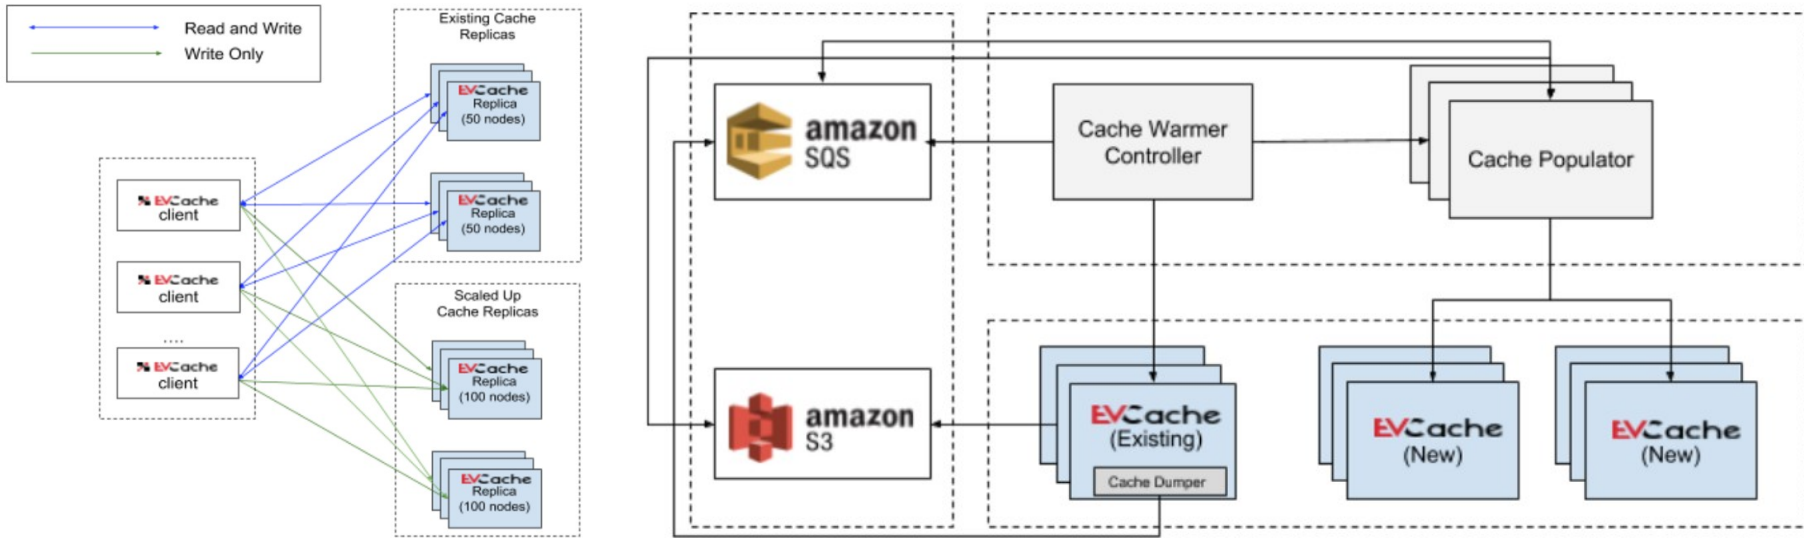 Read and Write
Write Only
Existing Cache
Replicas
EVCache
Replica
(50 nodes)
EVCache
Replica
(50 nodes)
EVCache
client
EVCache
client
....
EVCache
client
Scaled Up
Cache Replicas
EVCache
Replica
(100 nodes)
EVCache
Replica
(100 nodes)
amazon
SQS
Cache Warmer
Controller
Cache Populator
amazon
S3
EVCache
(Existing)
Cache Dumper
EVCache
(New)
EVCache
(New)